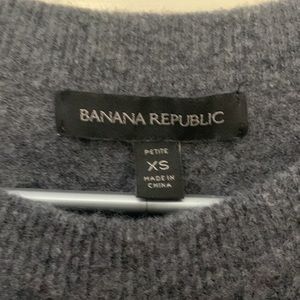 BANANA REPUBLIC
PETITE
XS
MADE IN
CHINA